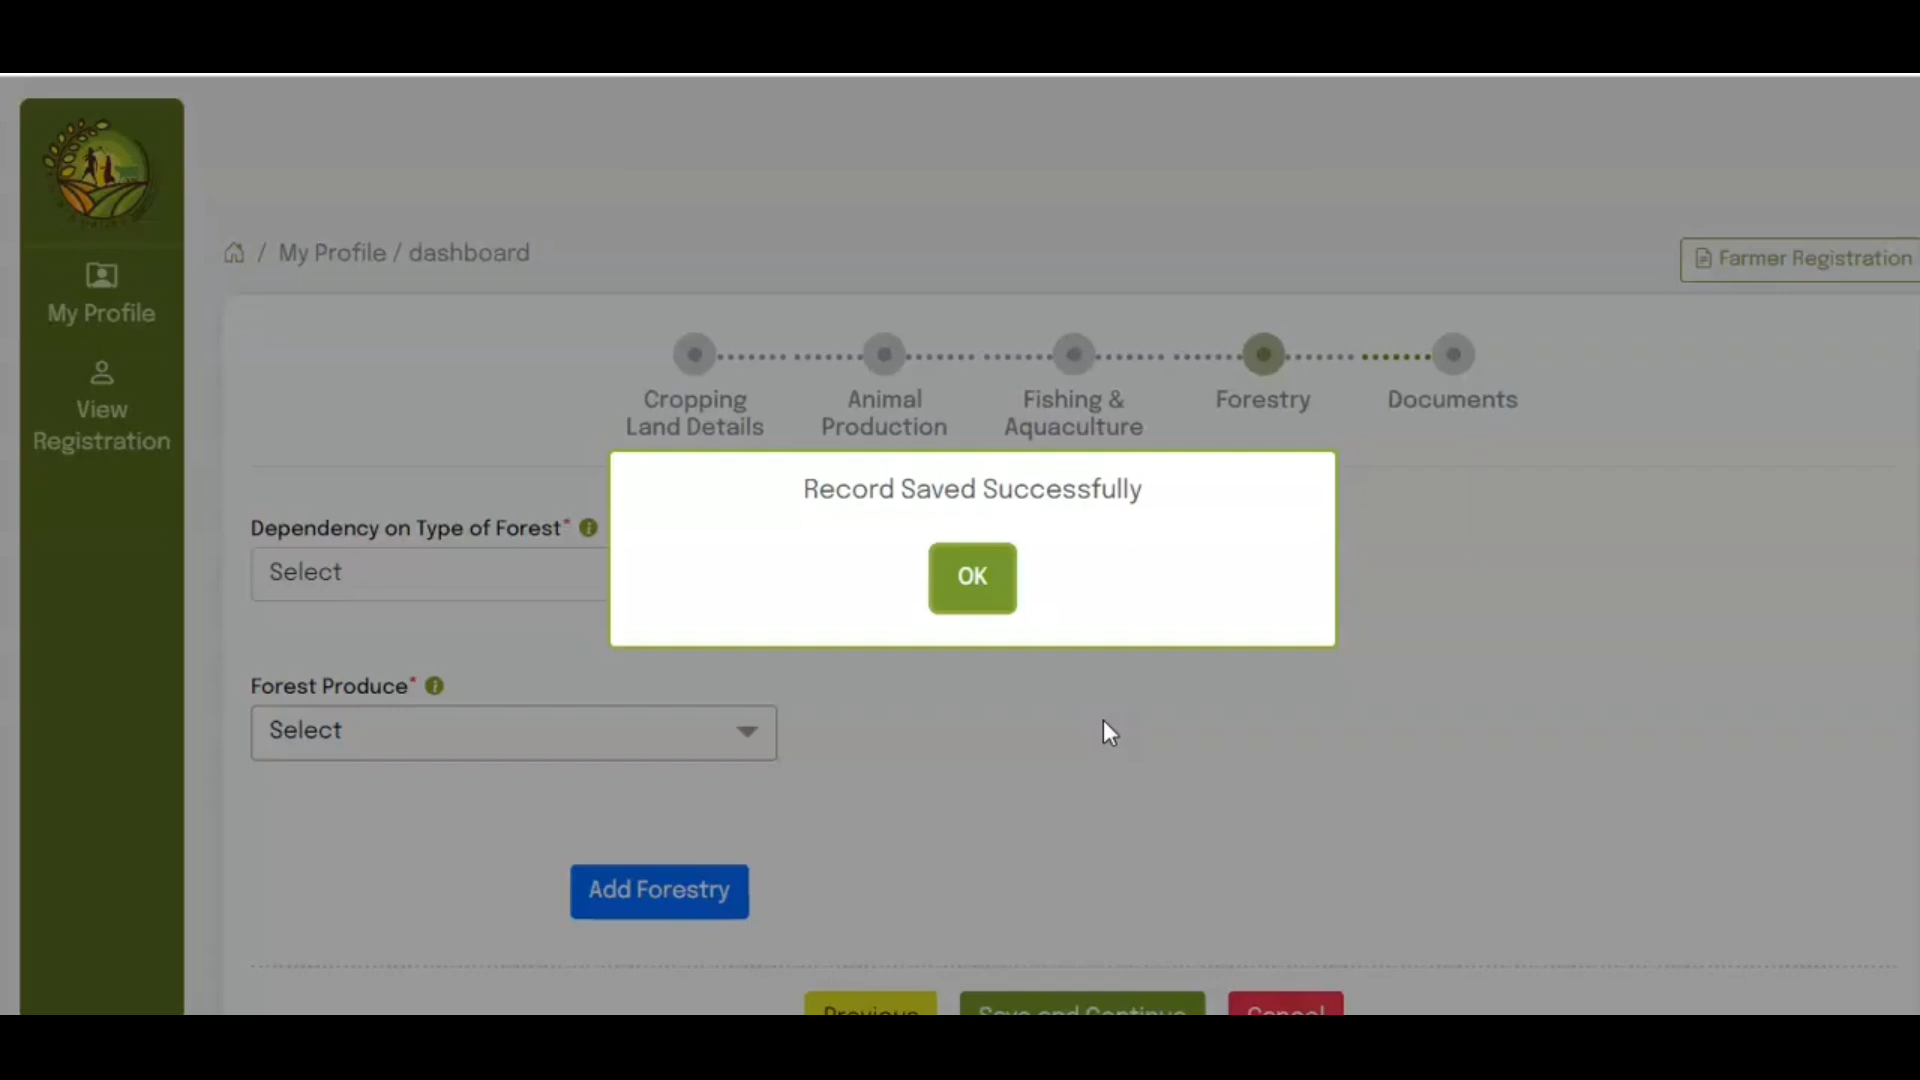 My Profile
View
Registration
/ My Profile / dashboard
Farmer Registration
Cropping
Land Details
Animal
Production
Fishing &
Aquaculture
Forestry
Documents
Record Saved Successfully
OK
Dependency on Type of Forest*
Select
Forest Produce*
Select
Add Forestry
Previous
Save and Continue
Cancel